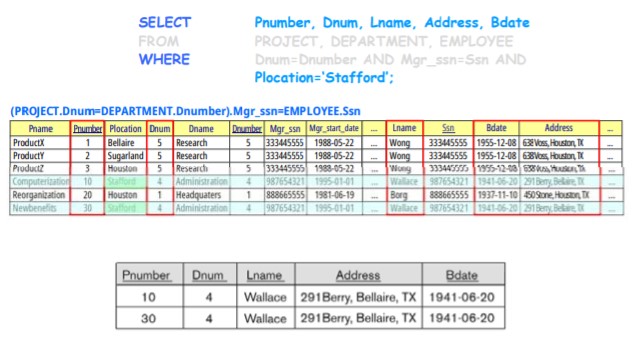 SELECT Pnumber, Dnum, Lname, Address, Bdate
FROM PROJECT, DEPARTMENT, EMPLOYEE
WHERE Dnum=Dnumber AND Mgr_ssn=Ssn AND
Plocation=‘Stafford’;
(PROJECT.Dnum=DEPARTMENT.Dnumber).Mgr_ssn=EMPLOYEE.Ssn
Pname Pnumber Plocation Dnum Dname Dnumber Mgr_ssn Mgr_start_date ... Lname Ssn Bdate Address ...
ProductX 1 Bellaire 5 Research 5 333445555 1988-05-22 ... Wong 333445555 1955-12-08 638 Voss, Houston, TX
ProductY 2 Sugarland 5 Research 5 333445555 1988-05-22 ... Wong 333445555 1955-12-08 638 Voss, Houston, TX
ProductZ 3 Houston 5 Research 5 333445555 1988-05-22 ... Wong 333445555 1955-12-08 638 Voss, Houston, TX
Computerization 10 Stafford 4 Administration 4 987654321 1995-01-01 ... Wallace 987654321 1941-06-20 291 Berry, Bellaire, TX
Reorganization 20 Houston 1 Headquaters 1 888665555 1981-06-19 ... Borg 888665555 1937-11-10 450 Stone, Houston, TX
Newbenefits 30 Stafford 4 Administration 4 987654321 1995-01-01 ... Wallace 987654321 1941-06-20 291 Berry, Bellaire, TX
Pnumber Dnum Lname Address Bdate
10 4 Wallace 291Berry, Bellaire, TX 1941-06-20
30 4 Wallace 291Berry, Bellaire, TX 1941-06-20